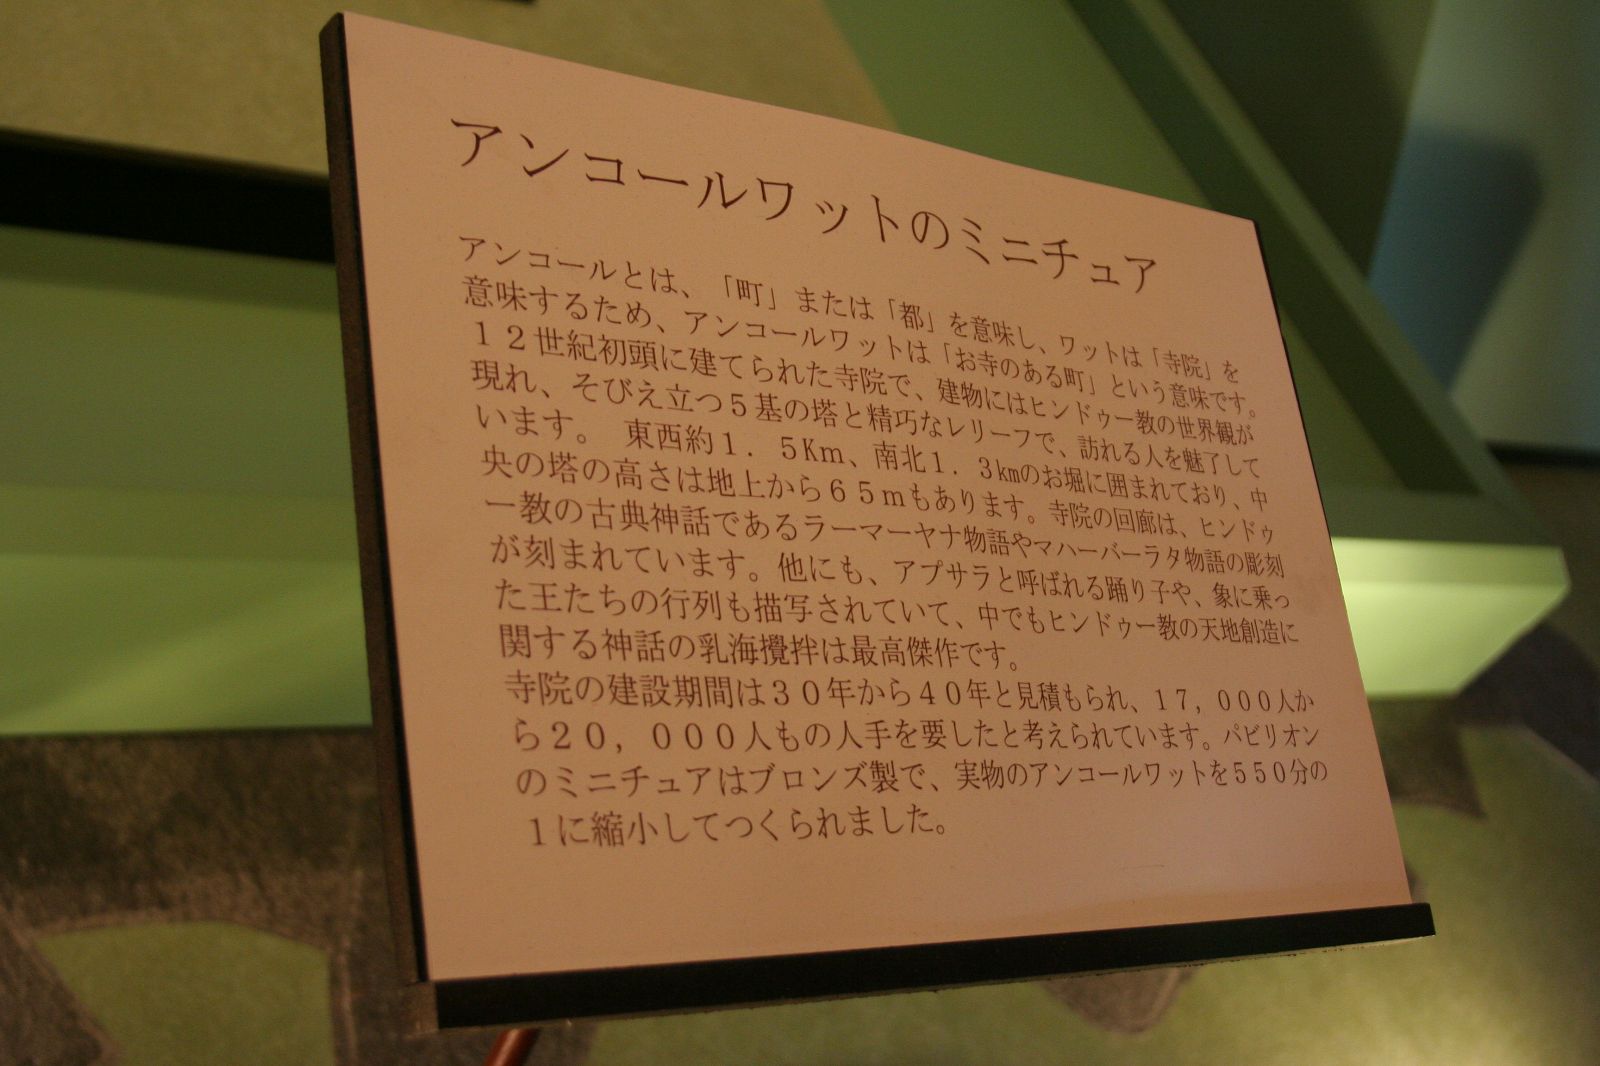 アンコールワットのミニチュア
アンコールとは、「町」または「都」を意味し、ワットは「寺院」を
意味するため、アンコールワットは「お寺のある町」という意味です。
１２世紀初頭に建てられた寺院で、建物にはヒンドゥー教の世界観が
現れ、そびえ立つ５基の塔と精巧なレリーフで、訪れる人を魅了して
います。　東西約１．５Ｋｍ、南北１．３㎞のお堀に囲まれており、中
央の塔の高さは地上から６５ｍもあります。寺院の回廊は、ヒンドゥ
ー教の古典神話であるラーマーヤナ物語やマハーバーラタ物語の彫刻
が刻まれています。他にも、アプサラと呼ばれる踊り子や、象に乗っ
た王たちの行列も描写されていて、中でもヒンドゥー教の天地創造に
関する神話の乳海攪拌は最高傑作です。
寺院の建設期間は３０年から４０年と見積もられ、１７，０００人か
ら２０，０００人もの人手を要したと考えられています。パビリオン
のミニチュアはブロンズ製で、実物のアンコールワットを５５０分の
１に縮小してつくられました。